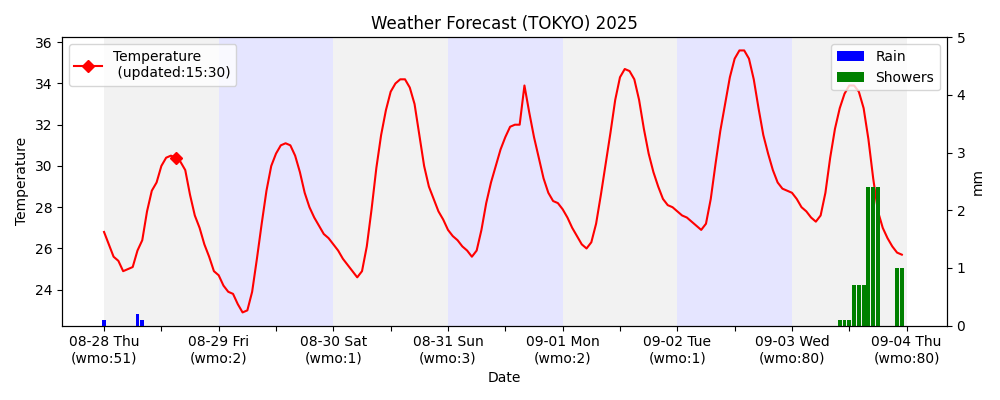 Weather Forecast (TOKYO) 2025
Temperature
(updated:15:30)
Rain
Showers
36
34
32
30
28
26
24
Temperature
5
4
3
2
1
0
mm
08-28 Thu
(wmo:51)
08-29 Fri
(wmo:2)
08-30 Sat
(wmo:1)
08-31 Sun
(wmo:3)
09-01 Mon
(wmo:2)
09-02 Tue
(wmo:1)
09-03 Wed
(wmo:80)
09-04 Thu
(wmo:80)
Date